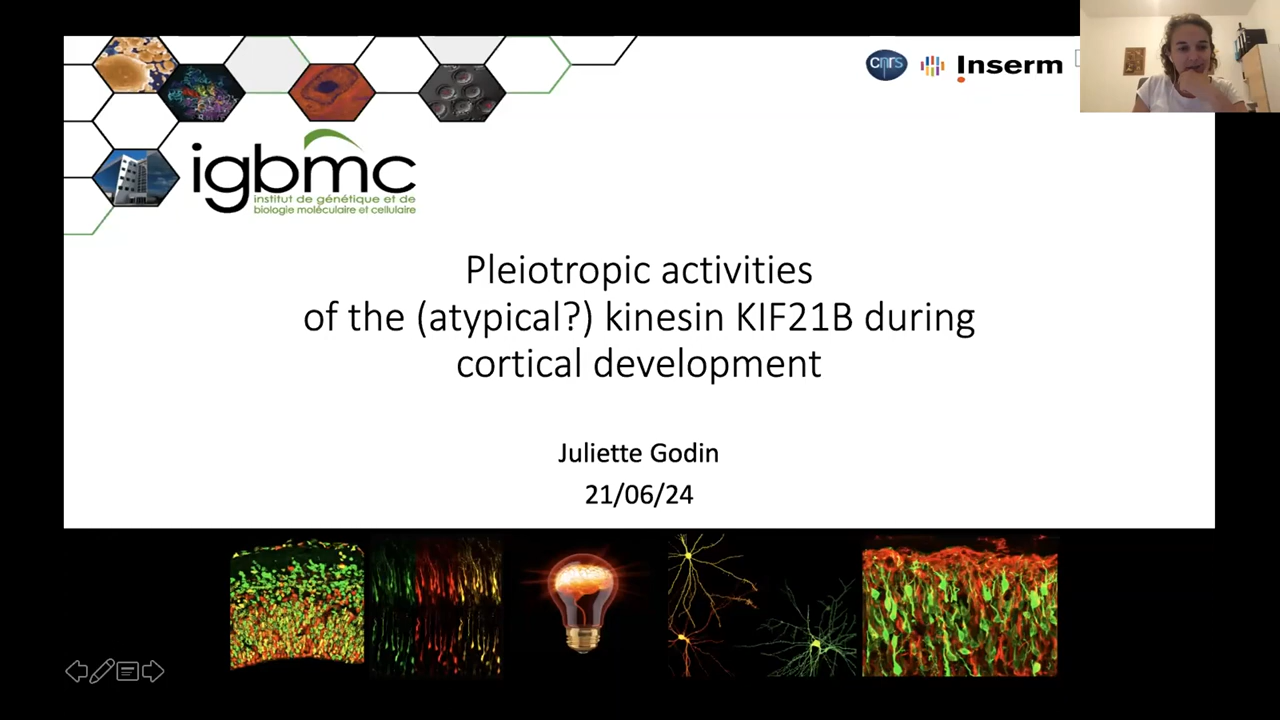 cnrs
Inserm
igbmc
institut de génétique et de
biologie moléculaire et cellulaire
Pleiotropic activities
of the (atypical?) kinesin KIF21B during
cortical development
Juliette Godin
21/06/24